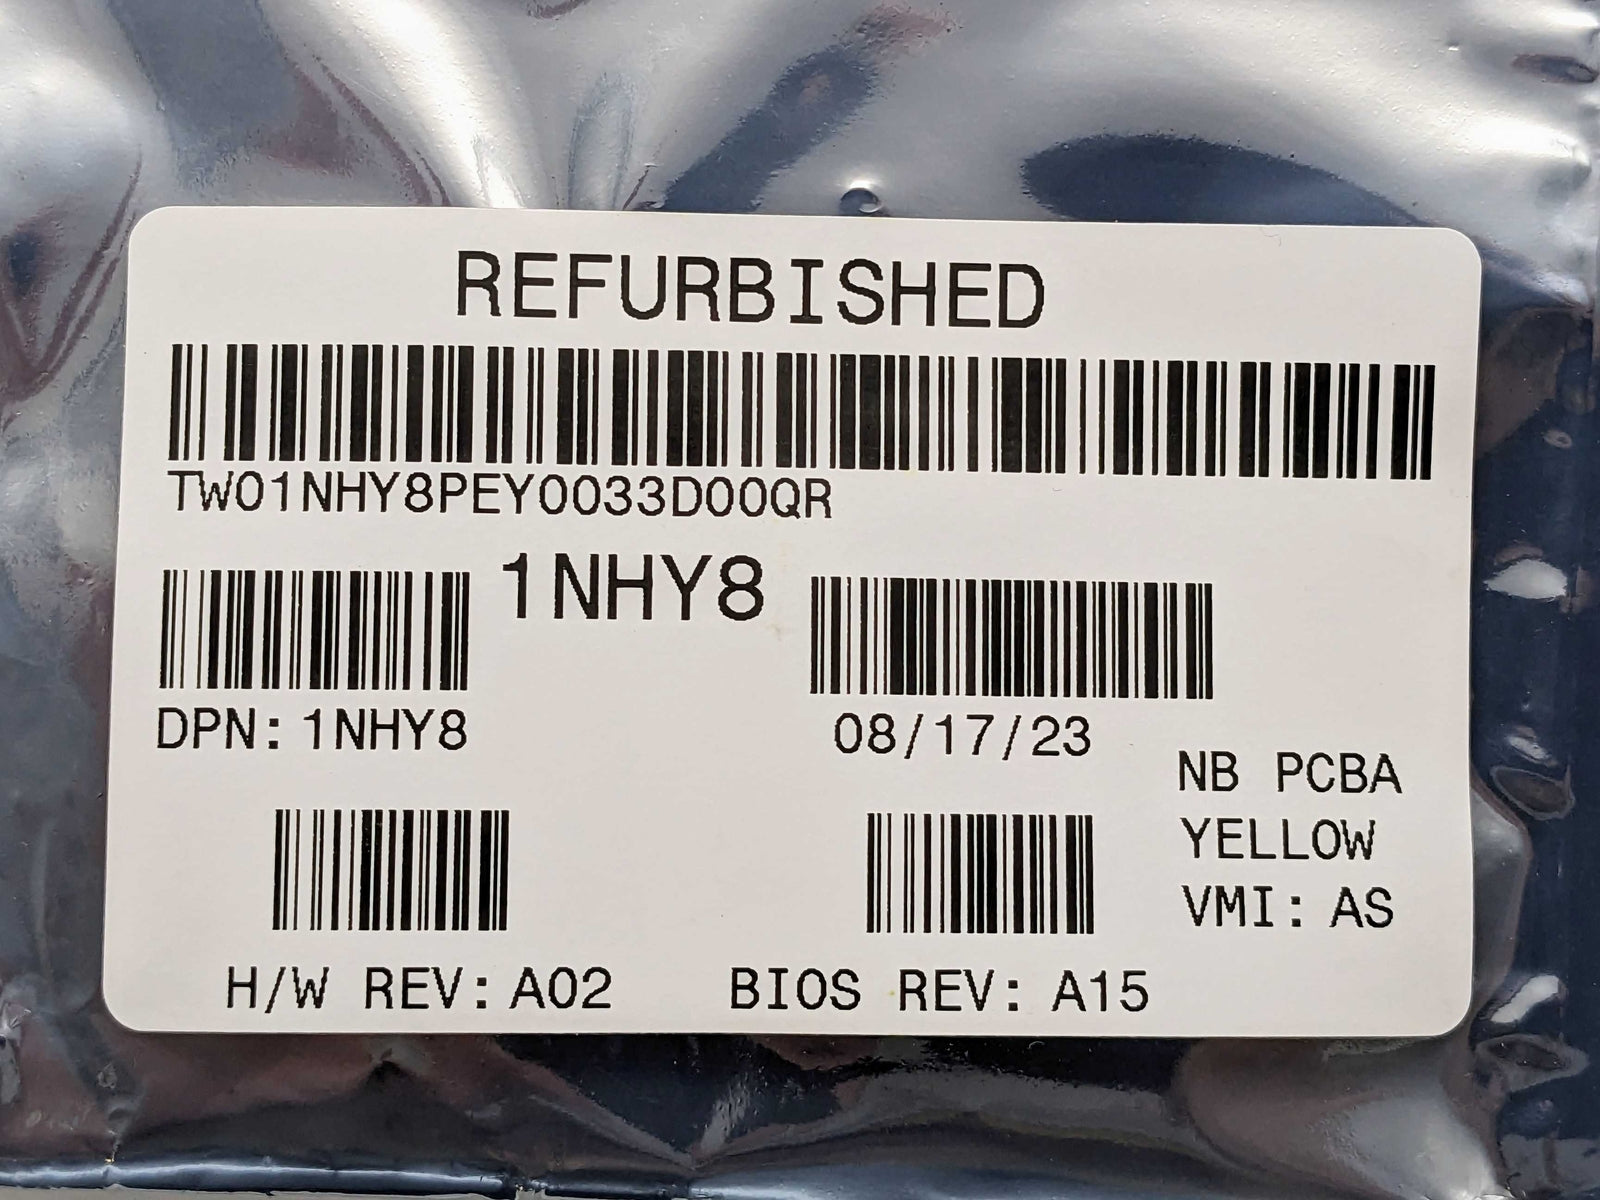 REFURBISHED
TW01NHY8PEY0033D00QR
1NHY8
DPN: 1NHY8
08/17/23
NB PCBA
YELLOW
VMI: AS
H/W REV: A02
BIOS REV: A15